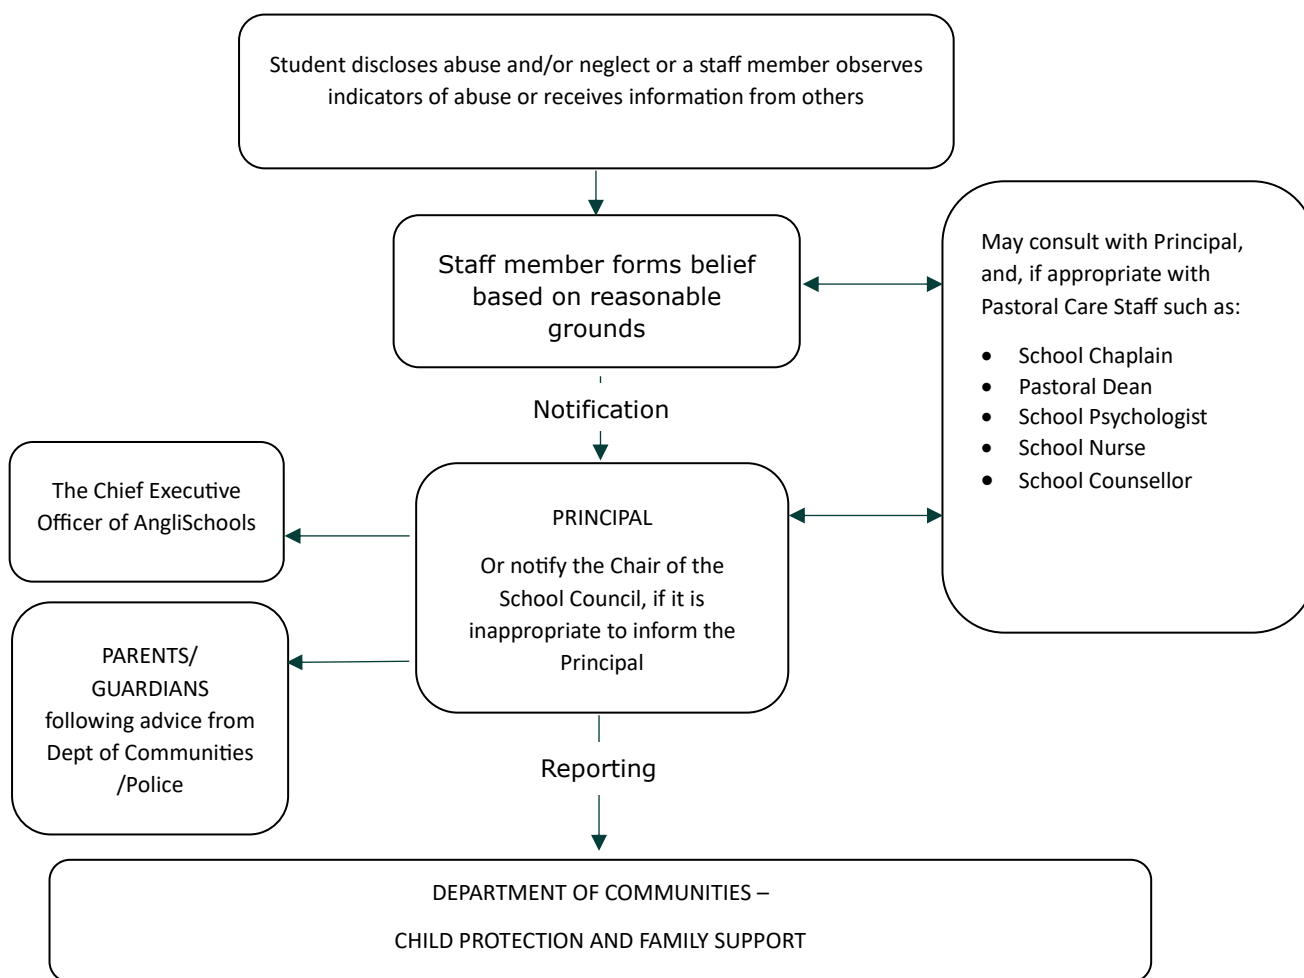 Student discloses abuse and/or neglect or a staff member observes
indicators of abuse or receives information from others
Staff member forms belief
based on reasonable
grounds
May consult with Principal,
and, if appropriate with
Pastoral Care Staff such as:
• School Chaplain
• Pastoral Dean
• School Psychologist
• School Nurse
• School Counsellor
Notification
The Chief Executive
Officer of AngliSchools
PRINCIPAL
Or notify the Chair of the
School Council, if it is
inappropriate to inform the
Principal
PARENTS/
GUARDIANS
following advice from
Dept of Communities
/Police
Reporting
DEPARTMENT OF COMMUNITIES –
CHILD PROTECTION AND FAMILY SUPPORT